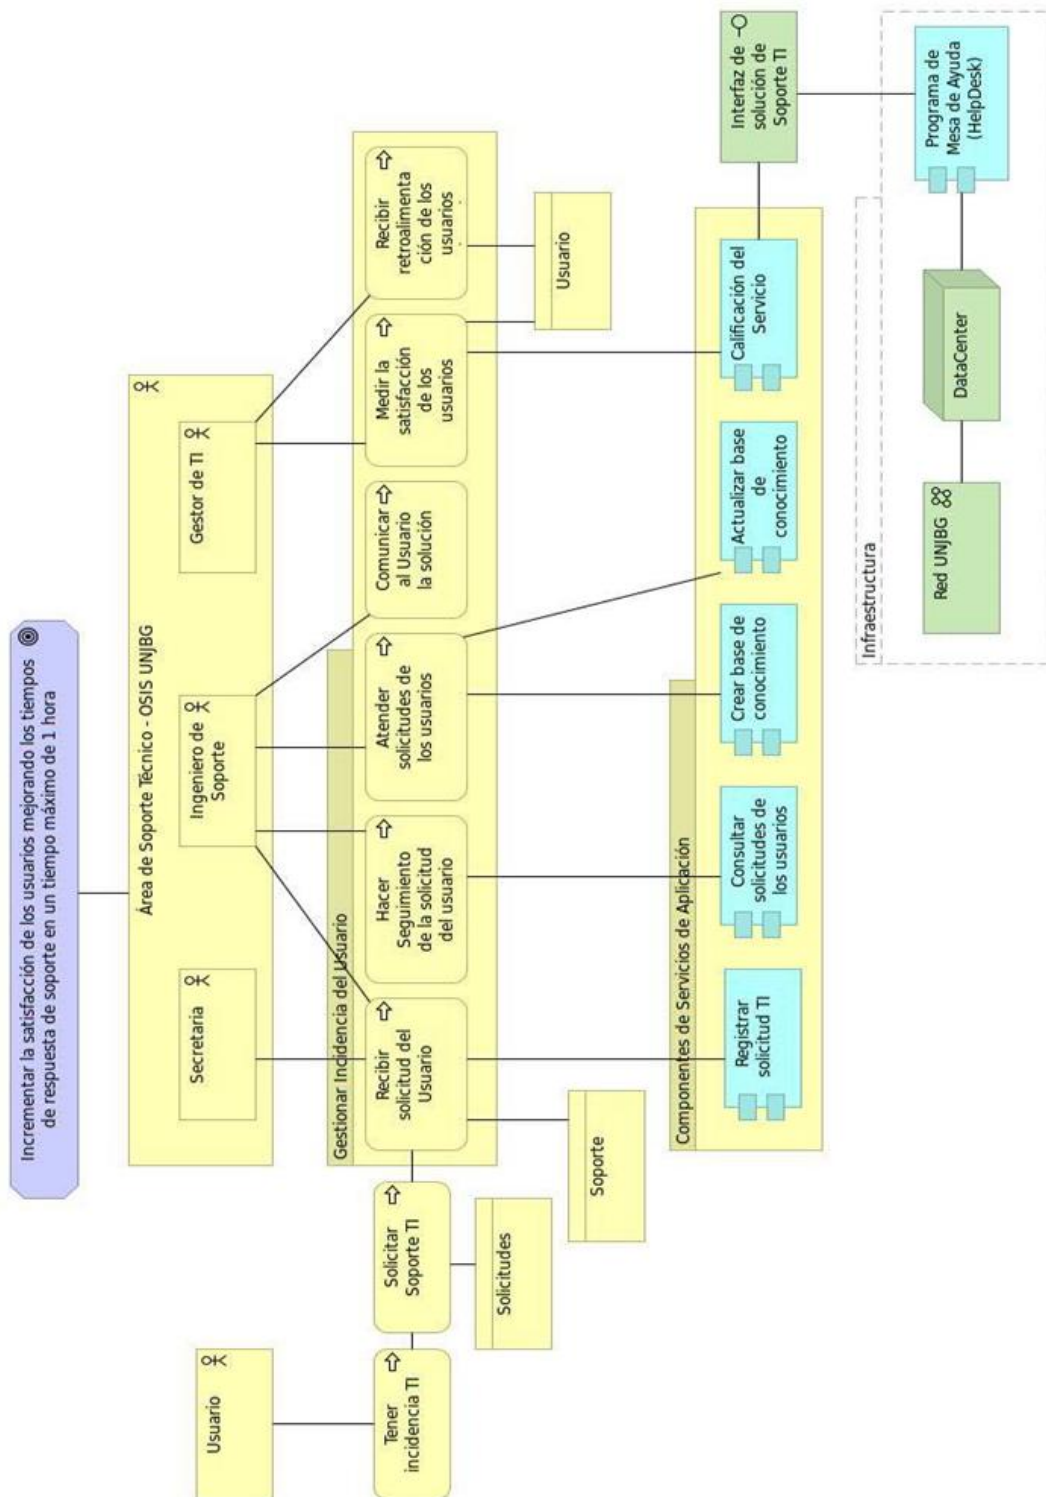 Incrementar la satisfacción de los usuarios mejorando los tiempos
de respuesta de soporte en un tiempo máximo de 1 hora
Área de Soporte Técnico - OSIS UNJBG
Usuario
Secretaria
Ingeniero de
Soporte
Gestor de TI
Gestionar Incidencia del Usuario
Tener
incidencia TI
Solicitar
Soporte TI
Recibir
solicitud del
Usuario
Hacer
Seguimiento
de la solicitud
del usuario
Atender
solicitudes de
los usuarios
Comunicar
al Usuario
la solución
Medir la
satisfacción
de los
usuarios
Recibir
retroalimenta
ción de los
usuarios
Solicitudes
Soporte
Usuario
Componentes de Servicios de Aplicación
Registrar
solicitud TI
Consultar
solicitudes de
los usuarios
Crear base de
conocimiento
Actualizar base
de
conocimiento
Calificación del
Servicio
Interfaz de
solución de
Soporte TI
Infraestructura
Red UNJBG
DataCenter
Programa de
Mesa de Ayuda
(HelpDesk)